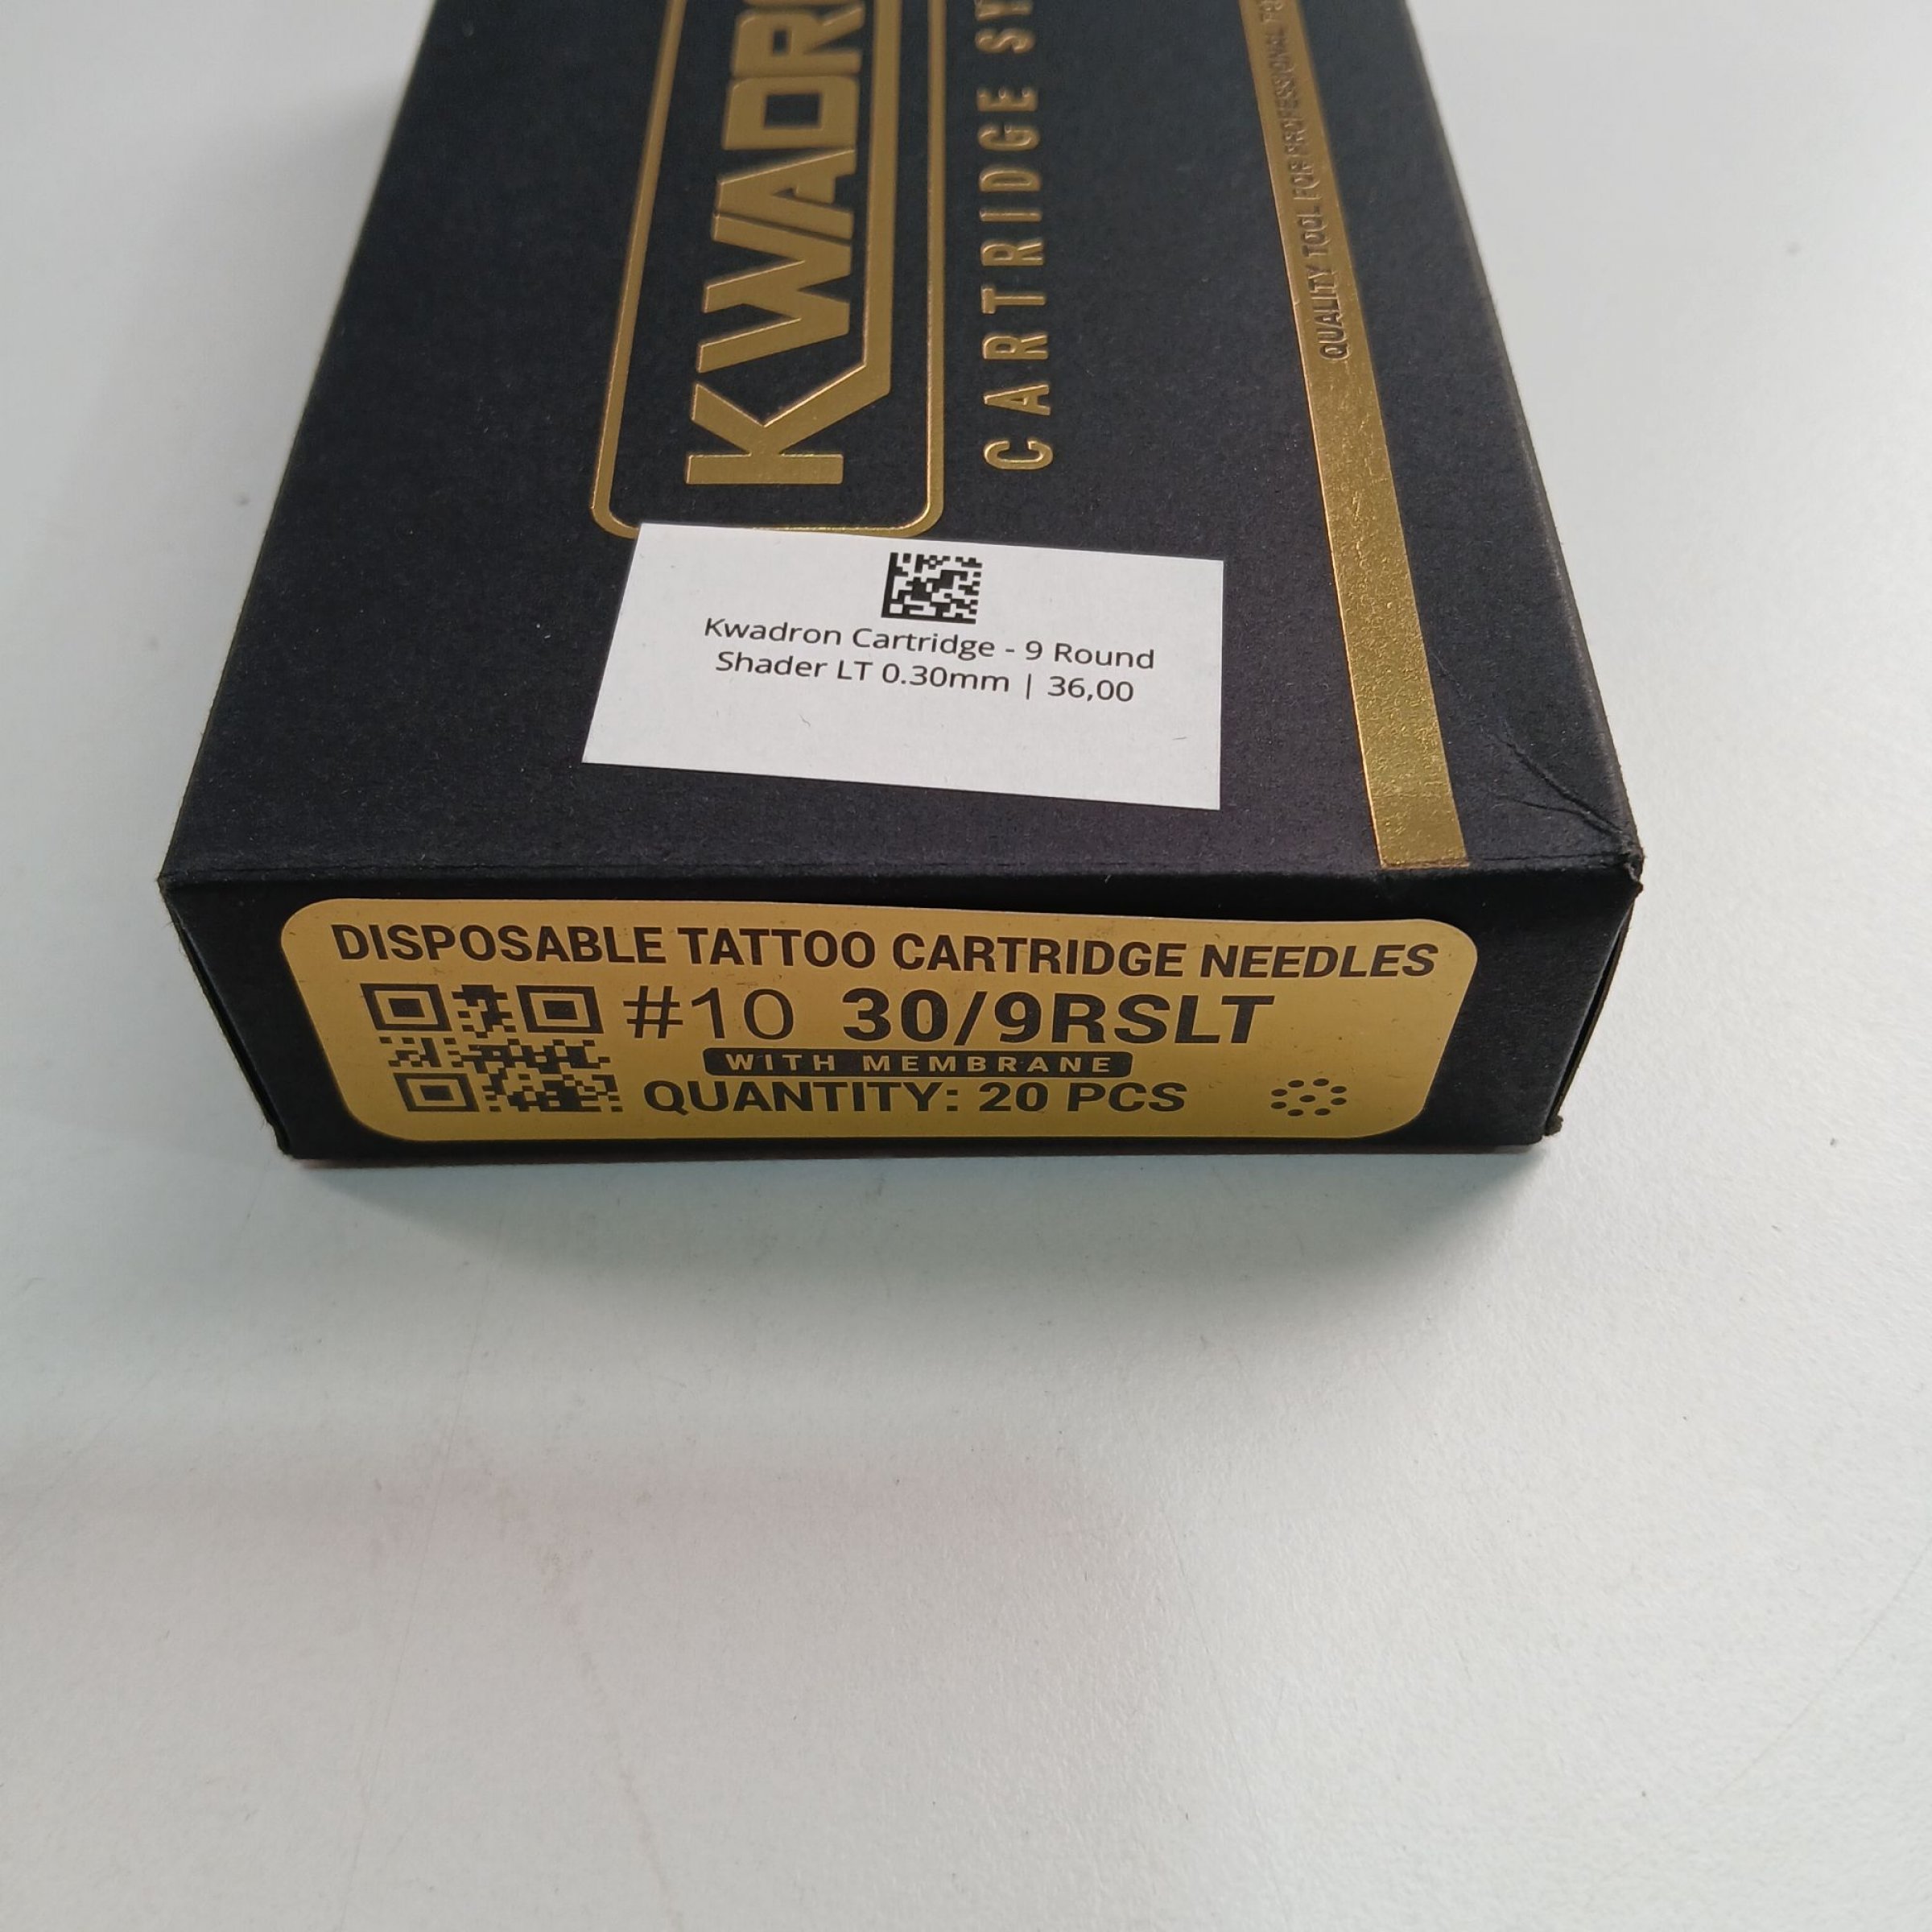 CARTRIDGE
QUALITY TOOL FOR PROFESSIONAL
Kwadron Cartridge - 9 Round
Shader LT 0.30mm | 36,00
DISPOSABLE TATTOO CARTRIDGE NEEDLES
#10 30/9RSLT
WITH MEMBRANE
QUANTITY: 20 PCS